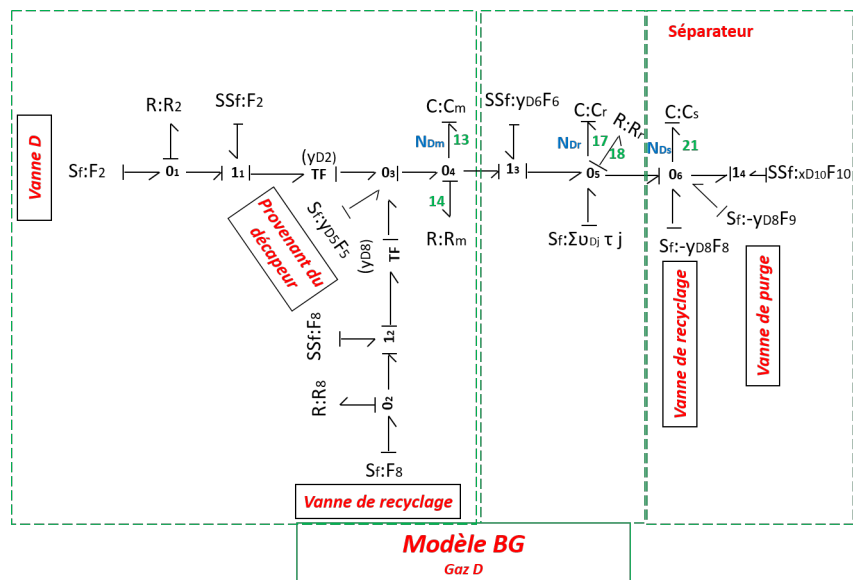 Séparateur
Vanne D
Sf:F2
R:R2
01
SSf:F2
11
(yD2)
TF
03
C:Cm
NDm
13
04
14
R:Rm
SSf:yD6F6
13
C:Cr
NDr
17
18
R:Rr
05
Sf:ΣυDj τ j
C:Cs
NDs
21
06
14
SSf:xD10F10
Sf:-yD8F9
Sf:-yD8F8
Sf:yD5F5
Provenant du
décapeur
(yD8)
TF
SSf:F8
12
R:R8
02
Sf:F8
Vanne de recyclage
Vanne de recyclage
Vanne de purge
Modèle BG
Gaz D